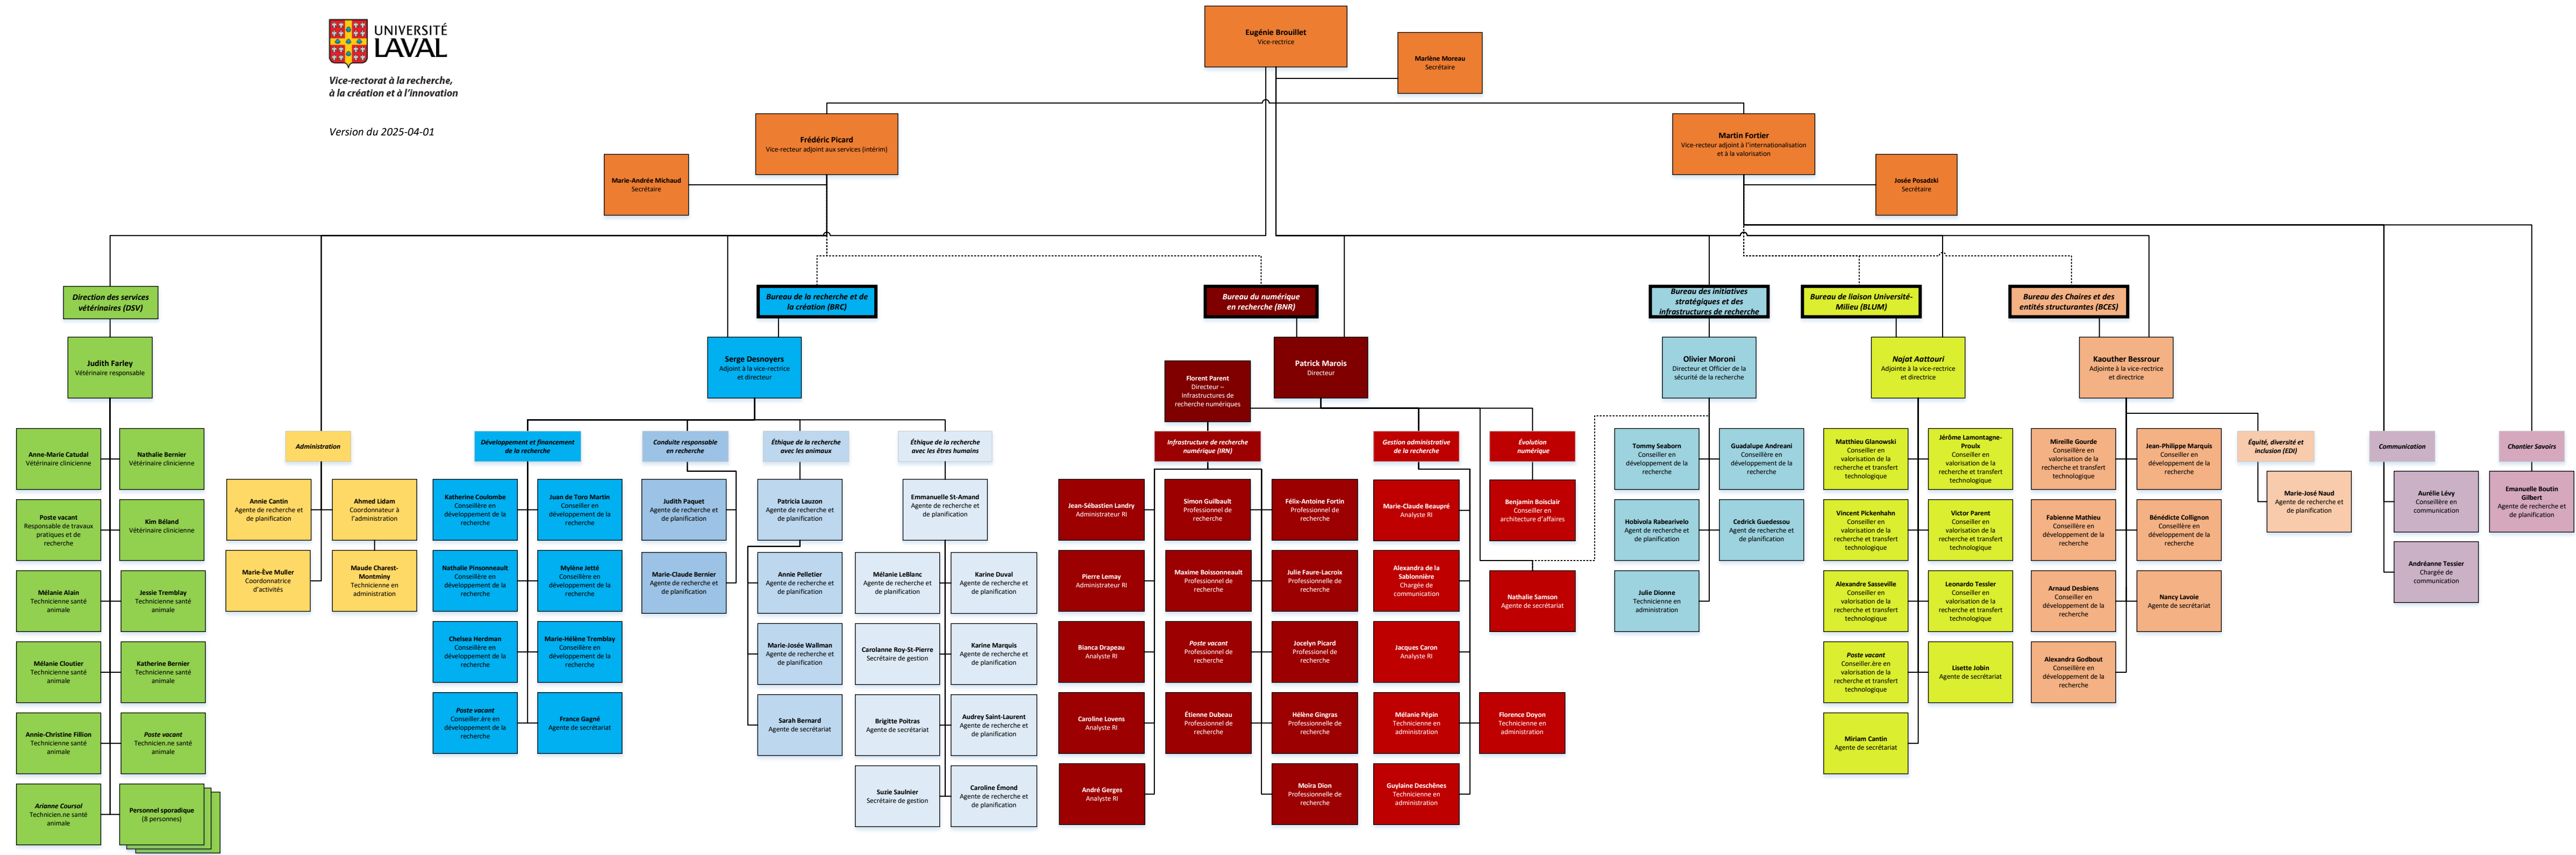 UNIVERSITÉ
LAVAL
Vice-rectorat à la recherche,
à la création et à l'innovation
Version du 2025-04-01
Eugénie Brouillet
Vice-rectrice
Marlène Moreau
Secrétaire
Frédéric Picard
Vice-recteur adjoint aux services (intérim)
Marie-Andrée Michaud
Secrétaire
Martin Fortier
Vice-recteur adjoint à l'internationalisation
et à la valorisation
Josée Posadzki
Secrétaire
Direction des services
vétérinaires (DSV)
Judith Farley
Vétérinaire responsable
Anne-Marie Catudal
Vétérinaire clinicienne
Nathalie Bernier
Vétérinaire clinicienne
Poste vacant
Responsable de travaux
pratiques et de
recherche
Kim Béland
Vétérinaire clinicienne
Mélanie Alain
Technicienne santé
animale
Jessie Tremblay
Technicienne santé
animale
Mélanie Cloutier
Technicienne santé
animale
Katherine Bernier
Technicienne santé
animale
Annie-Christine Fillion
Technicienne santé
animale
Poste vacant
Technicien.ne santé
animale
Arianne Coursol
Technicien.ne santé
animale
Personnel sporadique
(8 personnes)
Administration
Annie Cantin
Agente de recherche et
de planification
Ahmed Lidam
Coordonnateur à
l'administration
Marie-Ève Muller
Coordonnatrice
d'activités
Maude Charest-
Montminy
Technicienne en
administration
Bureau de la recherche et de
la création (BRC)
Serge Desnoyers
Adjoint à la vice-rectrice
et directeur
Développement et financement
de la recherche
Katherine Coulombe
Conseillère en
développement de la
recherche
Juan de Toro Martin
Conseiller en
développement de la
recherche
Nathalie Pinsonneault
Conseillère en
développement de la
recherche
Mylène Jetté
Conseillère en
développement de la
recherche
Chelsea Herdman
Conseillère en
développement de la
recherche
Marie-Hélène Tremblay
Conseillère en
développement de la
recherche
Poste vacant
Conseiller.ère en
développement de la
recherche
France Gagné
Agente de secrétariat
Conduite responsable
en recherche
Judith Paquet
Agente de recherche et
de planification
Marie-Claude Bernier
Agente de recherche et
de planification
Éthique de la recherche
avec les animaux
Patricia Lauzon
Agente de recherche et
de planification
Annie Pelletier
Agente de recherche et
de planification
Marie-Josée Wallman
Agente de recherche et
de planification
Sarah Bernard
Agente de secrétariat
Éthique de la recherche
avec les êtres humains
Emmanuelle St-Amand
Agente de recherche et
de planification
Mélanie LeBlanc
Agente de recherche et
de planification
Karine Duval
Agente de recherche et
de planification
Carolanne Roy-St-Pierre
Secrétaire de gestion
Karine Marquis
Agente de recherche et
de planification
Brigitte Poitras
Agente de secrétariat
Audrey Saint-Laurent
Agente de recherche et
de planification
Suzie Saulnier
Secrétaire de gestion
Caroline Émond
Agente de recherche et
de planification
Bureau du numérique
en recherche (BNR)
Patrick Marois
Directeur
Florent Parent
Directeur –
Infrastructures de
recherche numériques
Infrastructure de recherche
numérique (IRN)
Jean-Sébastien Landry
Administrateur RI
Simon Guilbault
Professionnel de
recherche
Félix-Antoine Fortin
Professionnel de
recherche
Pierre Lemay
Administrateur RI
Maxime Boissonneault
Professionnel de
recherche
Julie Faure-Lacroix
Professionnelle de
recherche
Bianca Drapeau
Analyste RI
Poste vacant
Professionnel de
recherche
Jocelyn Picard
Professionel de
recherche
Caroline Lovens
Analyste RI
Étienne Dubeau
Professionnel de
recherche
Hélène Gingras
Professionnelle de
recherche
André Gerges
Analyste RI
Moïra Dion
Professionnelle de
recherche
Gestion administrative
de la recherche
Marie-Claude Beaupré
Analyste RI
Alexandra de la
Sablonnière
Chargée de
communication
Jacques Caron
Analyste RI
Mélanie Pépin
Technicienne en
administration
Florence Doyon
Technicienne en
administration
Guylaine Deschênes
Technicienne en
administration
Évolution
numérique
Benjamin Boisclair
Conseiller en
architecture d'affaires
Nathalie Samson
Agente de secrétariat
Bureau des initiatives
stratégiques et des
infrastructures de recherche
Olivier Moroni
Directeur et Officier de la
sécurité de la recherche
Tommy Seaborn
Conseiller en
développement de la
recherche
Guadalupe Andreani
Conseillère en
développement de la
recherche
Hobivola Rabearivelo
Agent de recherche et
de planification
Cedrick Guedessou
Agent de recherche et
de planification
Julie Dionne
Technicienne en
administration
Bureau de liaison Université-
Milieu (BLUM)
Najat Aattouri
Adjointe à la vice-rectrice
et directrice
Matthieu Glanowski
Conseiller en
valorisation de la
recherche et transfert
technologique
Jérôme Lamontagne-
Proulx
Conseiller en
valorisation de la
recherche et transfert
technologique
Vincent Pickenhahn
Conseiller en
valorisation de la
recherche et transfert
technologique
Victor Parent
Conseiller en
valorisation de la
recherche et transfert
technologique
Alexandre Sasseville
Conseiller en
valorisation de la
recherche et transfert
technologique
Leonardo Tessler
Conseiller en
valorisation de la
recherche et transfert
technologique
Poste vacant
Conseiller.ère en
valorisation de la
recherche et transfert
technologique
Lisette Jobin
Agente de secrétariat
Miriam Cantin
Agente de secrétariat
Bureau des Chaires et des
entités structurantes (BCES)
Kaouther Bessrour
Adjointe à la vice-rectrice
et directrice
Mireille Gourde
Conseillère en
valorisation de la
recherche et transfert
technologique
Jean-Philippe Marquis
Conseiller en
développement de la
recherche
Fabienne Mathieu
Conseillère en
développement de la
recherche
Bénédicte Collignon
Conseillère en
développement de la
recherche
Arnaud Desbiens
Conseiller en
développement de la
recherche
Nancy Lavoie
Agente de secrétariat
Alexandra Godbout
Conseillère en
développement de la
recherche
Équité, diversité et
inclusion (EDI)
Marie-José Naud
Agente de recherche et
de planification
Communication
Aurélie Lévy
Conseillère en
communication
Andréanne Tessier
Chargée de
communication
Chantier Savoirs
Emanuelle Boutin
Gilbert
Agente de recherche et
de planification